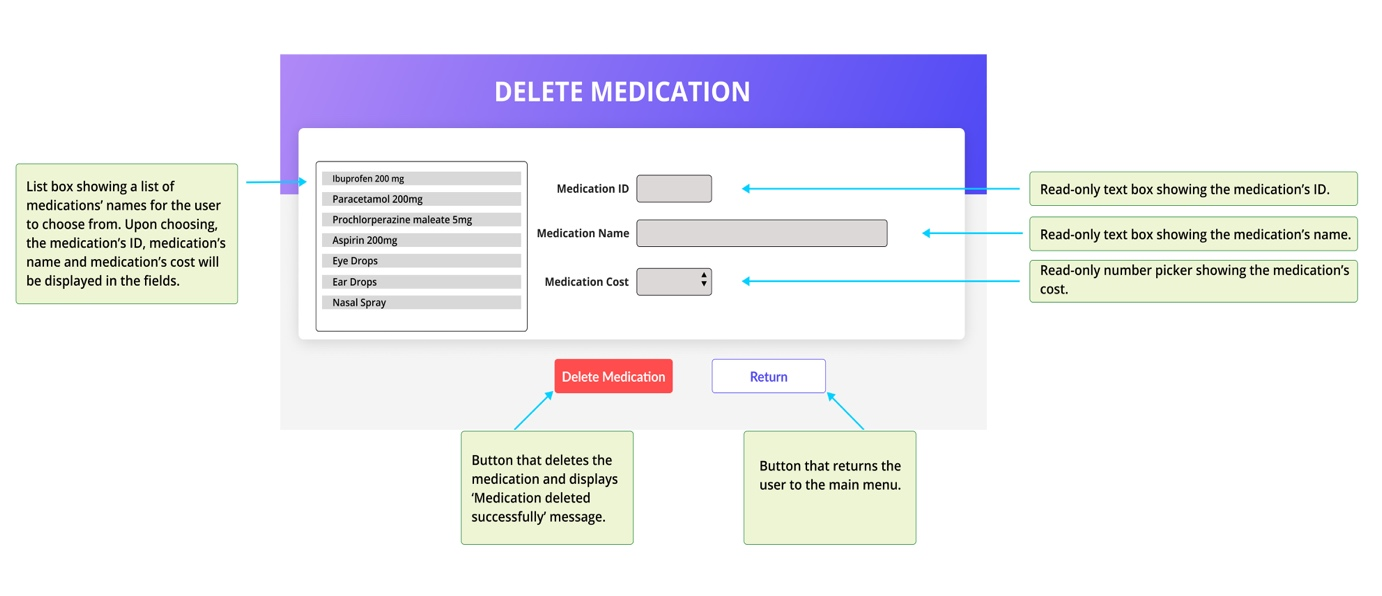 DELETE MEDICATION
List box showing a list of
medications’ names for the user
to choose from. Upon choosing,
the medication’s ID, medication’s
name and medication’s cost will
be displayed in the fields.
Ibuprofen 200 mg
Paracetamol 200mg
Prochlorperazine maleate 5mg
Aspirin 200mg
Eye Drops
Ear Drops
Nasal Spray
Medication ID
Medication Name
Medication Cost
Read-only text box showing the medication’s ID.
Read-only text box showing the medication’s name.
Read-only number picker showing the medication’s
cost.
Delete Medication
Return
Button that deletes the
medication and displays
‘Medication deleted
successfully’ message.
Button that returns the
user to the main menu.